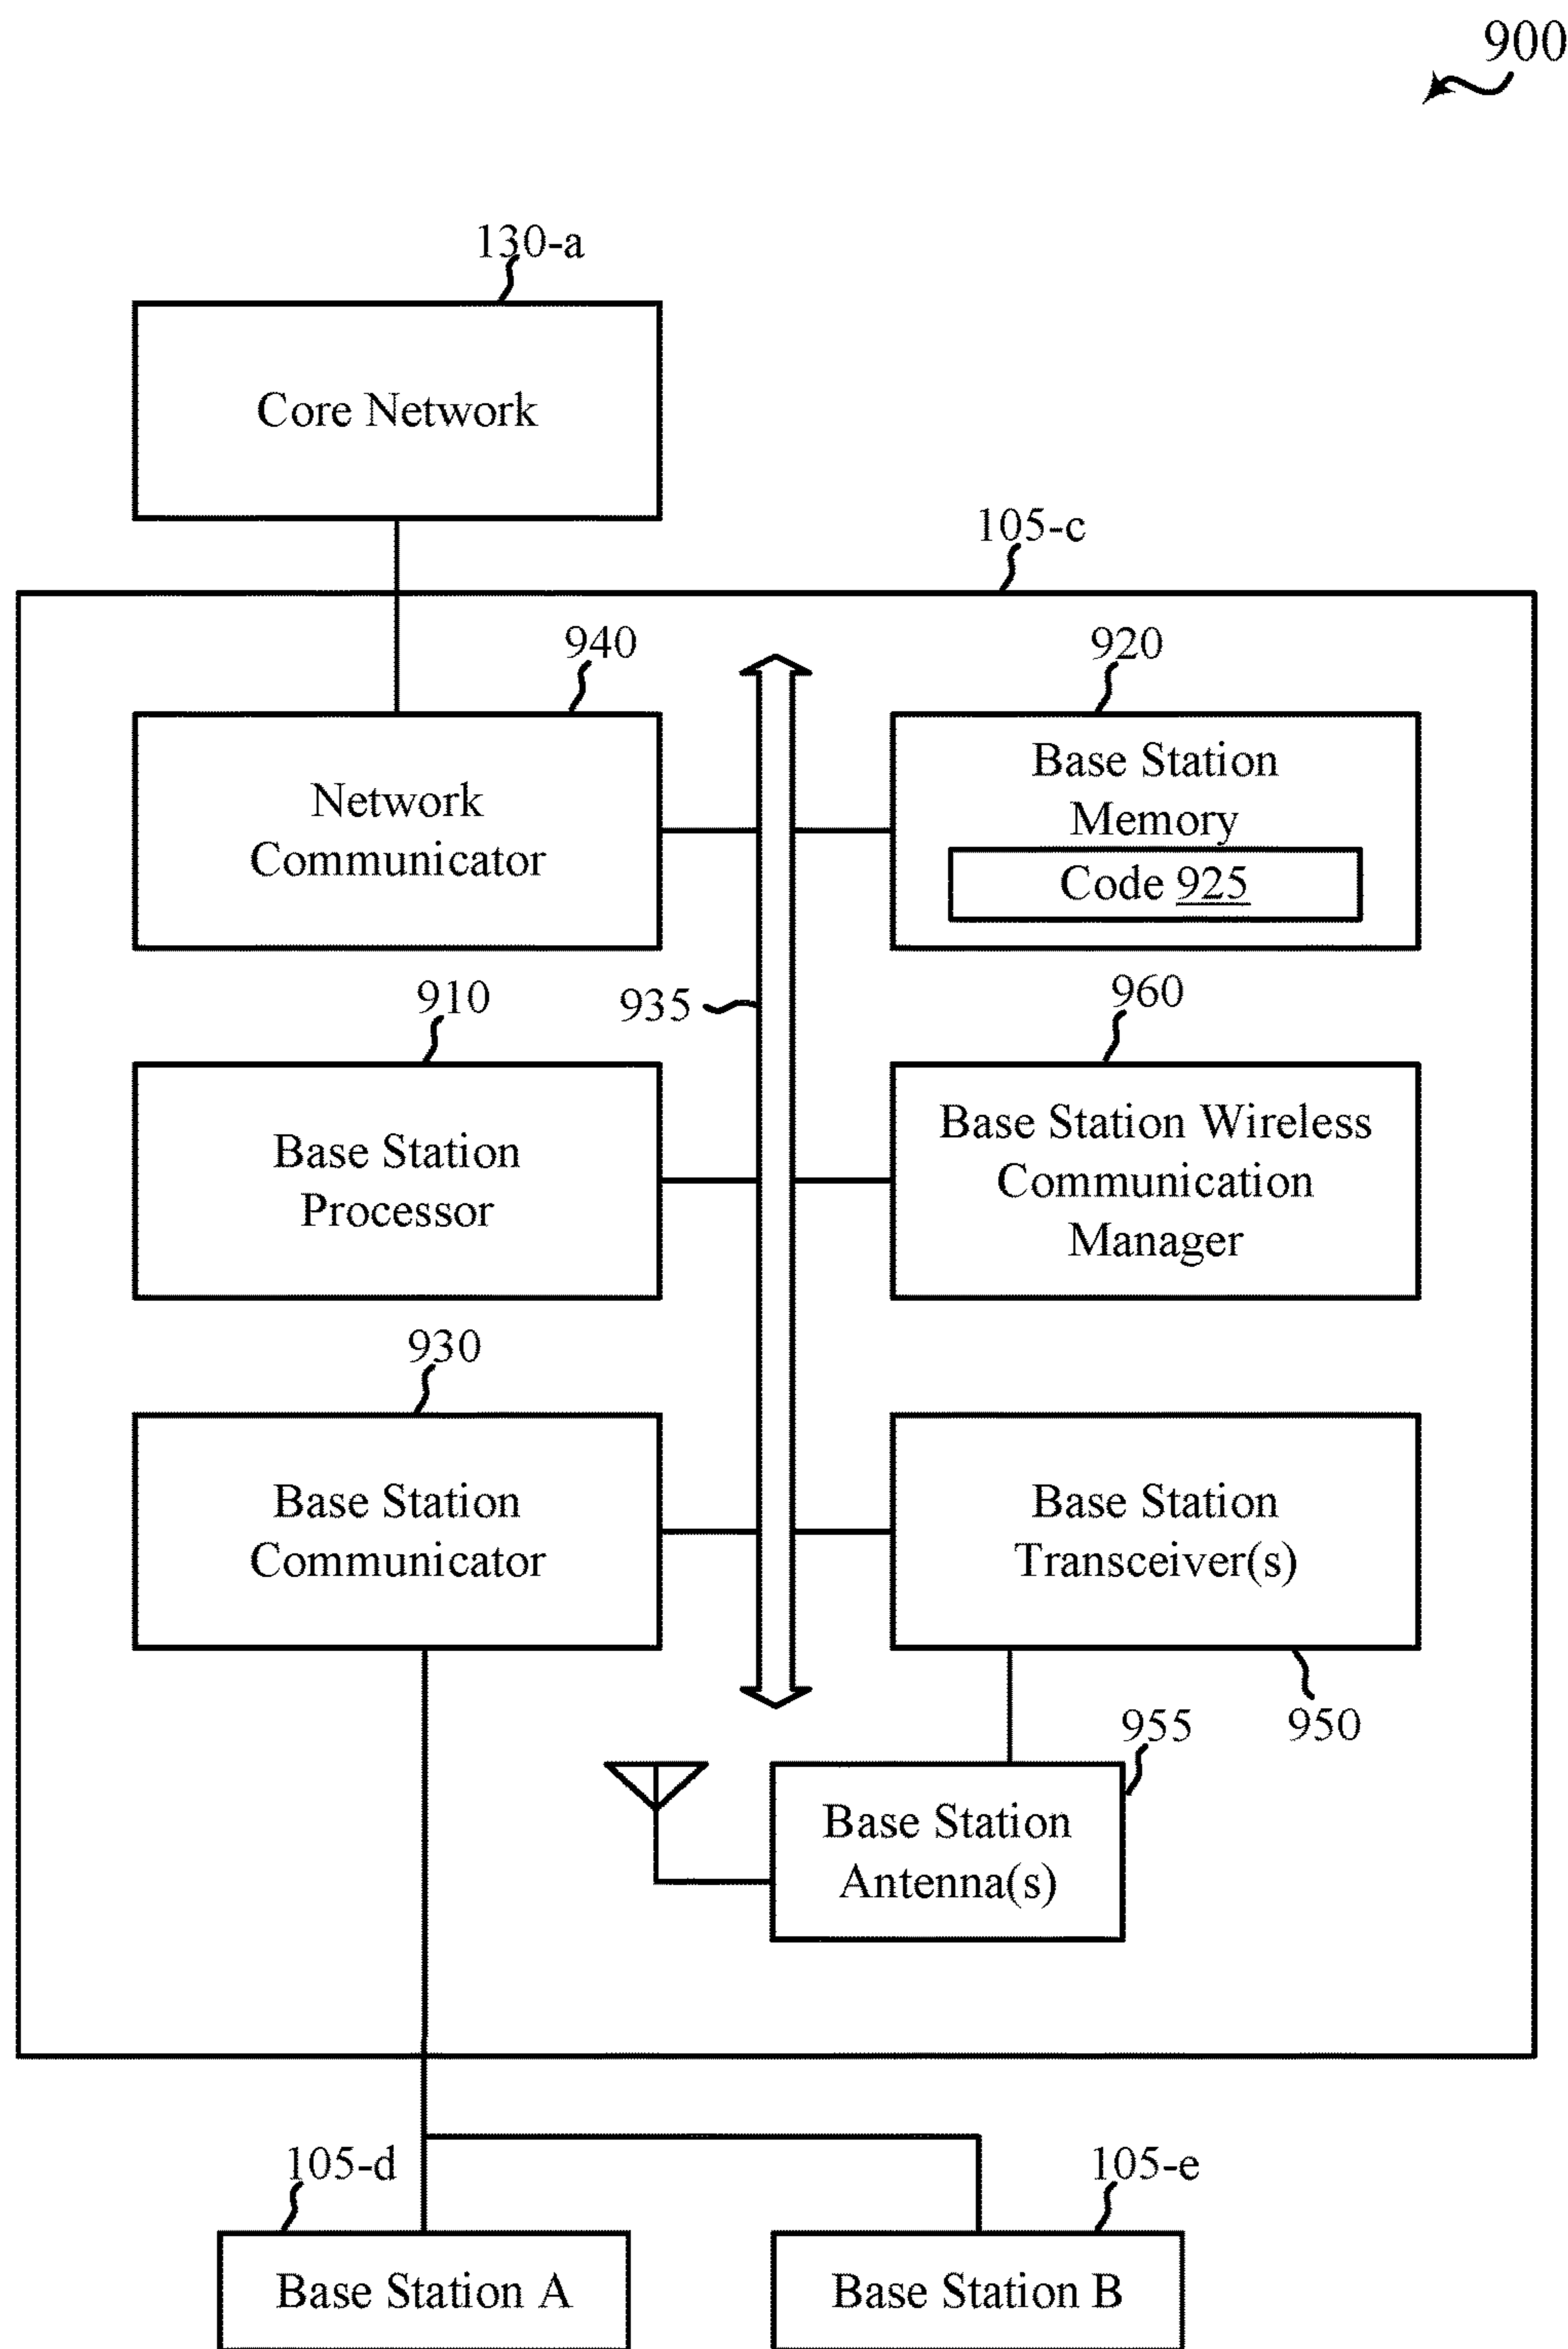 900
130-a
Core Network
105-c
940
920
Network
Communicator
Base Station
Memory
Code 925
910
935
960
Base Station
Processor
Base Station Wireless
Communication
Manager
930
Base Station
Communicator
Base Station
Transceiver(s)
955
950
Base Station
Antenna(s)
105-d
105-e
Base Station A
Base Station B